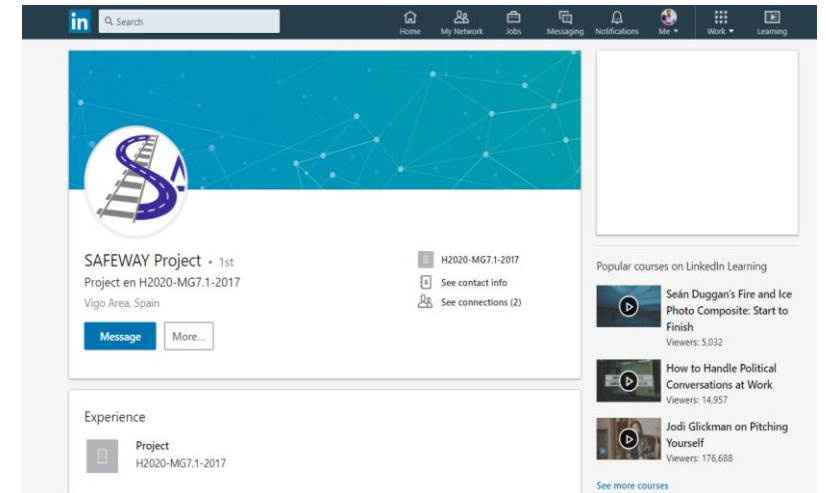 in
Search
Home
My Network
Jobs
Messaging
Notifications
Me
Work
Learning
SA
SAFEWAY Project • 1st
Project en H2020-MG7.1-2017
Vigo Area, Spain
Message
More...
H2020-MG7.1-2017
See contact info
See connections (2)
Experience
Project
H2020-MG7.1-2017
Popular courses on LinkedIn Learning
Seán Duggan's Fire and Ice
Photo Composite: Start to
Finish
Viewers: 5,032
How to Handle Political
Conversations at Work
Viewers: 14,957
Jodi Glickman on Pitching
Yourself
Viewers: 176,688
See more courses